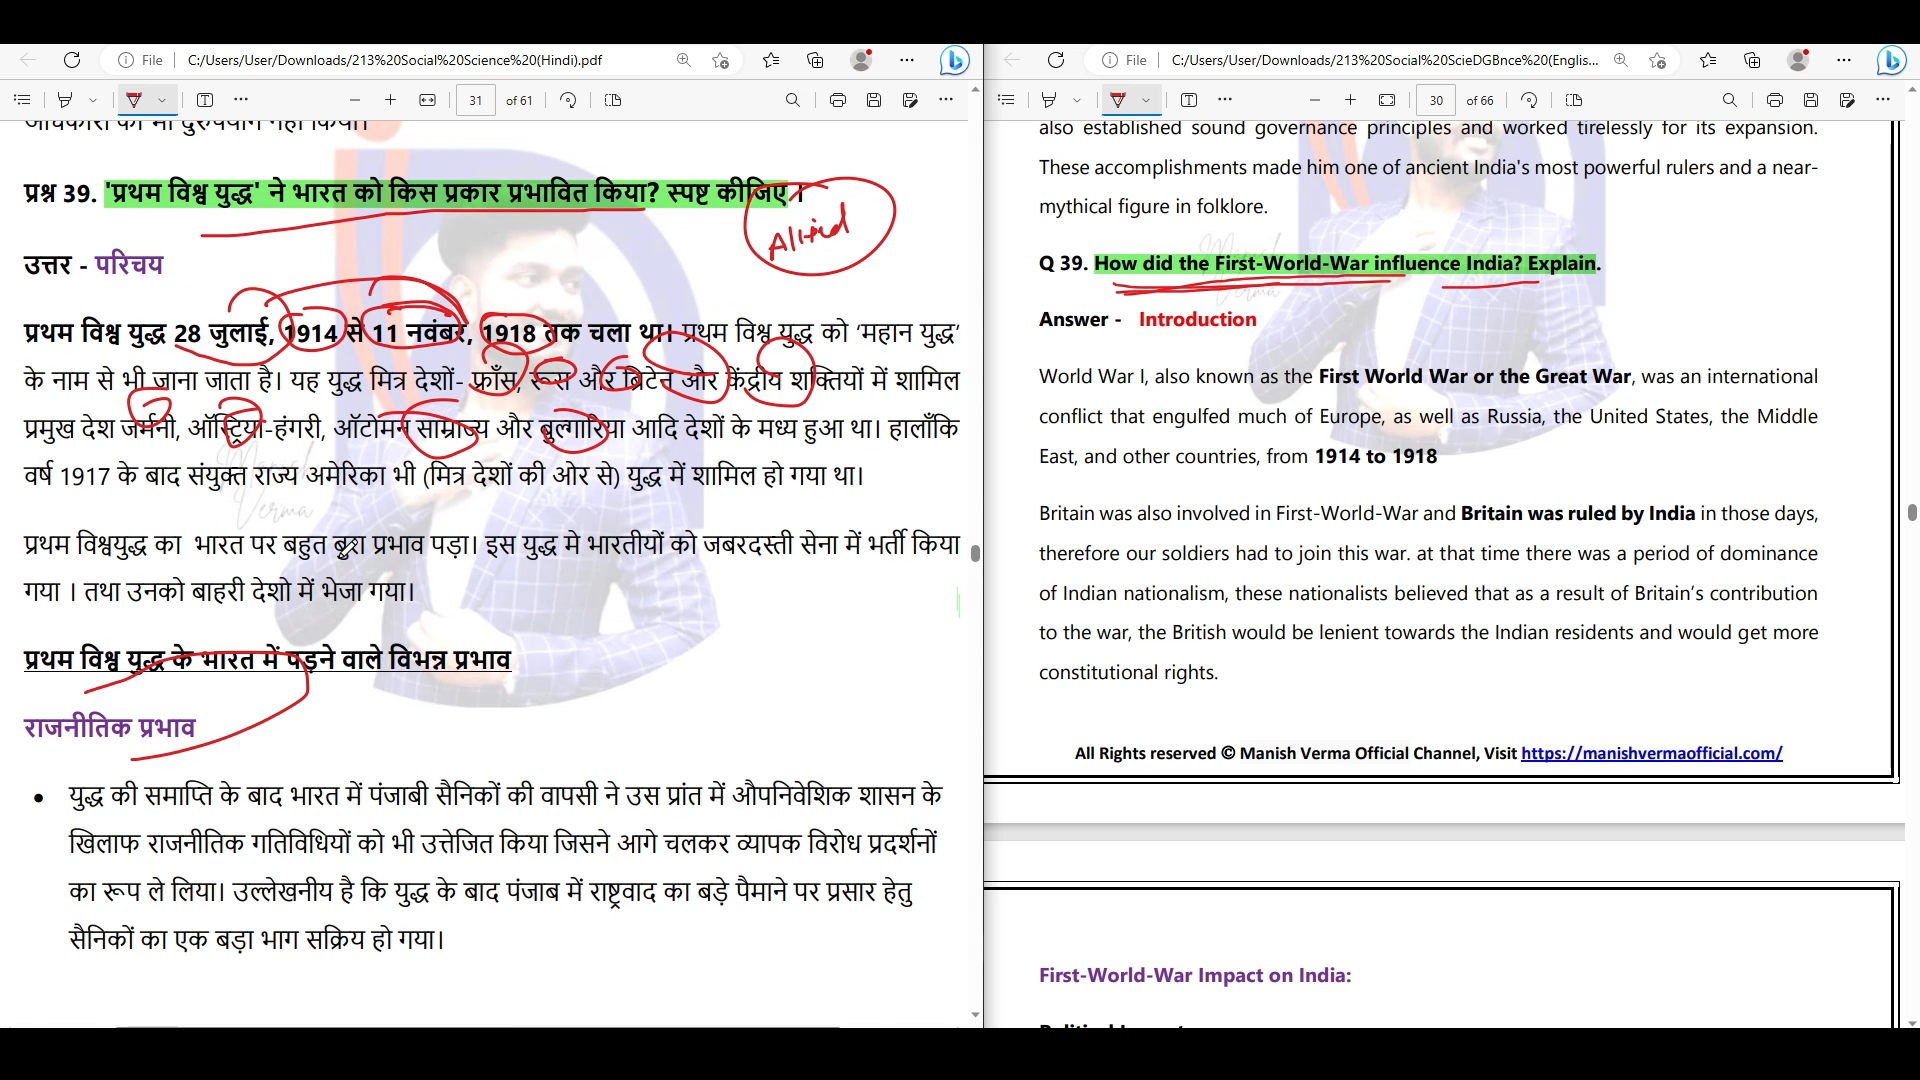 File
C:/Users/User/Downloads/213%20Social%20Science%20(Hindi).pdf
31 of 61
प्रश्न 39. 'प्रथम विश्व युद्ध' ने भारत को किस प्रकार प्रभावित किया? स्पष्ट कीजिए ।
उत्तर - परिचय
प्रथम विश्व युद्ध 28 जुलाई, 1914 से 11 नवंबर, 1918 तक चला था। प्रथम विश्व युद्ध को ‘महान युद्ध’
के नाम से भी जाना जाता है। यह युद्ध मित्र देशों- फ्राँस, रूस और ब्रिटेन और केंद्रीय शक्तियों में शामिल
प्रमुख देश जर्मनी, ऑस्ट्रिया-हंगरी, ऑटोमन साम्राज्य और बुल्गारिया आदि देशों के मध्य हुआ था। हालाँकि
वर्ष 1917 के बाद संयुक्त राज्य अमेरिका भी (मित्र देशों की ओर से) युद्ध में शामिल हो गया था।
Manish
Verma
प्रथम विश्वयुद्ध का भारत पर बहुत बुरा प्रभाव पड़ा। इस युद्ध मे भारतीयों को जबरदस्ती सेना में भर्ती किया
गया । तथा उनको बाहरी देशो में भेजा गया।
प्रथम विश्व युद्ध के भारत में पड़ने वाले विभन्न प्रभाव
राजनीतिक प्रभाव
• युद्ध की समाप्ति के बाद भारत में पंजाबी सैनिकों की वापसी ने उस प्रांत में औपनिवेशिक शासन के
खिलाफ राजनीतिक गतिविधियों को भी उत्तेजित किया जिसने आगे चलकर व्यापक विरोध प्रदर्शनों
का रूप ले लिया। उल्लेखनीय है कि युद्ध के बाद पंजाब में राष्ट्रवाद का बड़े पैमाने पर प्रसार हेतु
सैनिकों का एक बड़ा भाग सक्रिय हो गया।
File
C:/Users/User/Downloads/213%20Social%20ScieDGBnce%20(Englis...
30 of 66
also established sound governance principles and worked tirelessly for its expansion.
These accomplishments made him one of ancient India's most powerful rulers and a near-
mythical figure in folklore.
Q 39. How did the First-World-War influence India? Explain.
Answer - Introduction
World War I, also known as the First World War or the Great War, was an international
conflict that engulfed much of Europe, as well as Russia, the United States, the Middle
East, and other countries, from 1914 to 1918
Britain was also involved in First-World-War and Britain was ruled by India in those days,
therefore our soldiers had to join this war. at that time there was a period of dominance
of Indian nationalism, these nationalists believed that as a result of Britain’s contribution
to the war, the British would be lenient towards the Indian residents and would get more
constitutional rights.
All Rights reserved © Manish Verma Official Channel, Visit https://manishvermaofficial.com/
First-World-War Impact on India: